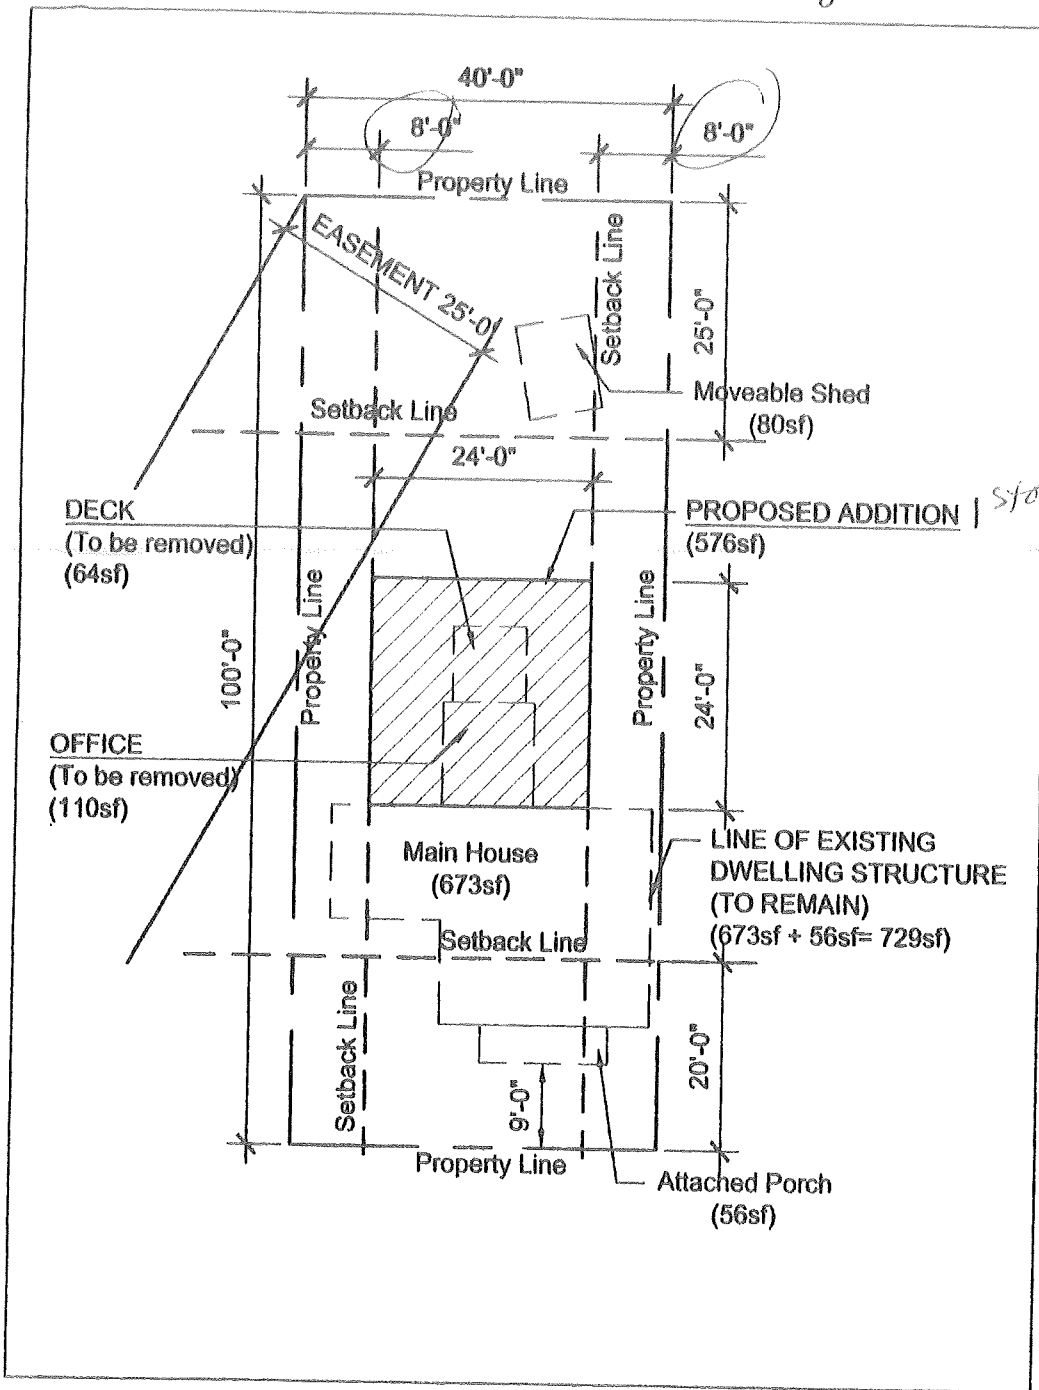 40'-0"
8'-0"
8'-0"
Property Line
EASEMENT 25'-0"
Setback Line
25'-0"
Moveable Shed
(80sf)
Setback Line
24'-0"
DECK
(To be removed)
(64sf)
PROPOSED ADDITION
(576sf)
Property Line
Property Line
100'-0"
24'-0"
OFFICE
(To be removed)
(110sf)
Main House
(673sf)
LINE OF EXISTING
DWELLING STRUCTURE
(TO REMAIN)
(673sf + 56sf= 729sf)
Setback Line
Setback Line
20'-0"
9'-0"
Property Line
Attached Porch
(56sf)